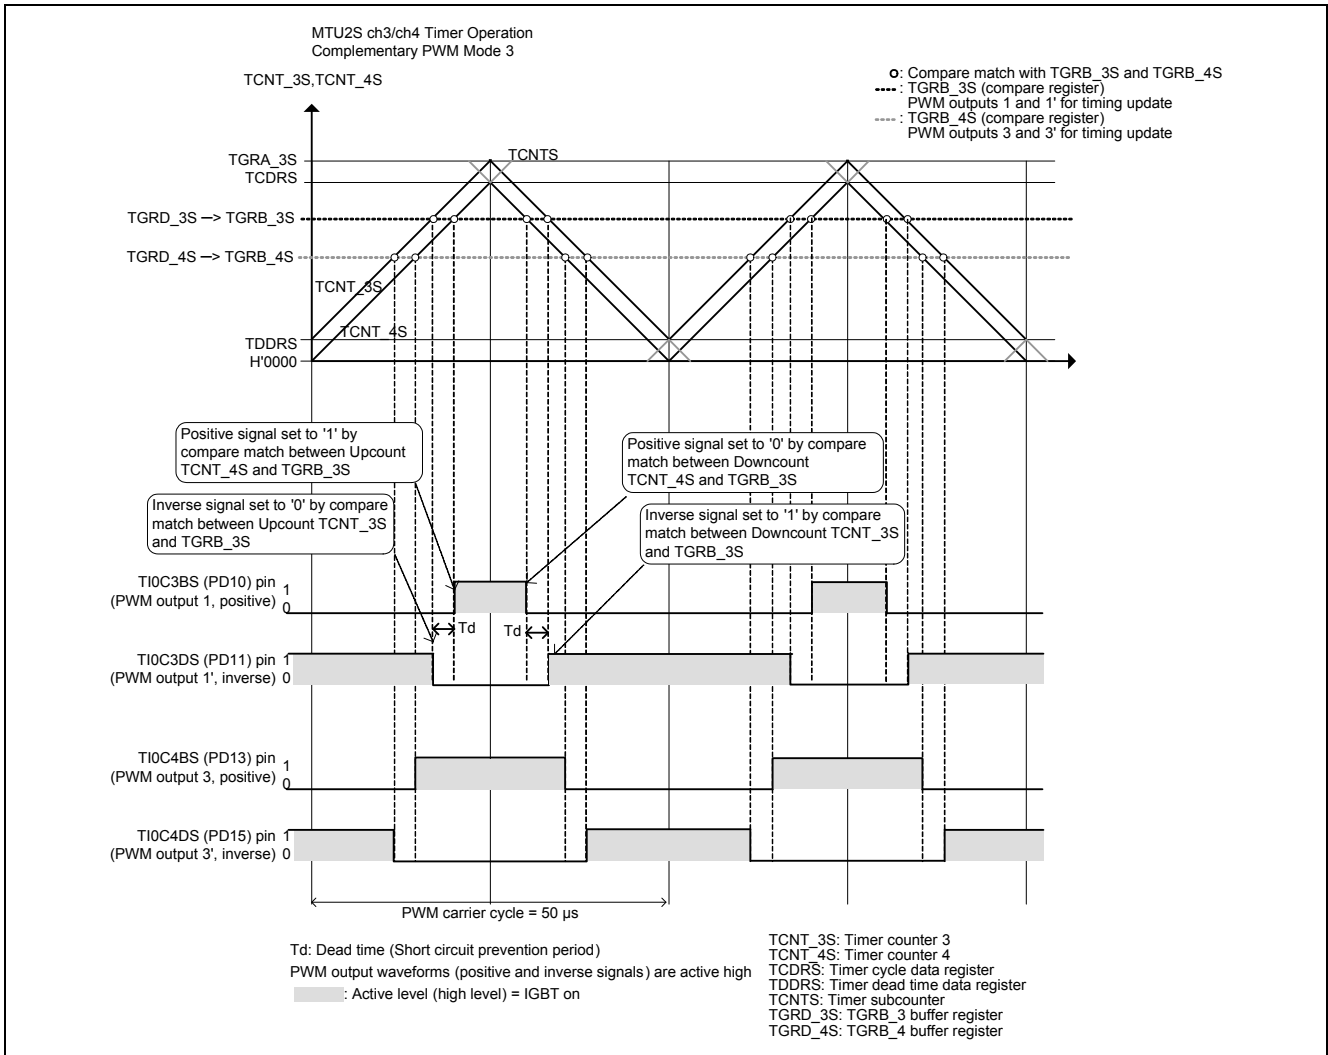 MTU2S ch3/ch4 Timer Operation
Complementary PWM Mode 3
TCNT_3S,TCNT_4S
o: Compare match with TGRB_3S and TGRB_4S
: TGRB_3S (compare register)
PWM outputs 1 and 1' for timing update
: TGRB_4S (compare register)
PWM outputs 3 and 3' for timing update
TCNTS
TGRA_3S
TCDRS
TGRD_3S —> TGRB_3S
TGRD_4S —> TGRB_4S
TCNT_3S
TCNT_4S
TDDRS
H'0000
Positive signal set to '1' by
compare match between Upcount
TCNT_4S and TGRB_3S
Positive signal set to '0' by compare
match between Downcount
TCNT_4S and TGRB_3S
Inverse signal set to '0' by compare
match between Upcount TCNT_3S
and TGRB_3S
Inverse signal set to '1' by compare
match between Downcount TCNT_3S
and TGRB_3S
TI0C3BS (PD10) pin 1
(PWM output 1, positive) 0
Td
Td
TI0C3DS (PD11) pin 1
(PWM output 1', inverse) 0
TI0C4BS (PD13) pin 1
(PWM output 3, positive) 0
TI0C4DS (PD15) pin 1
(PWM output 3', inverse) 0
PWM carrier cycle = 50 µs
Td: Dead time (Short circuit prevention period)
PWM output waveforms (positive and inverse signals) are active high
: Active level (high level) = IGBT on
TCNT_3S: Timer counter 3
TCNT_4S: Timer counter 4
TCDRS: Timer cycle data register
TDDRS: Timer dead time data register
TCNTS: Timer subcounter
TGRD_3S: TGRB_3 buffer register
TGRD_4S: TGRB_4 buffer register